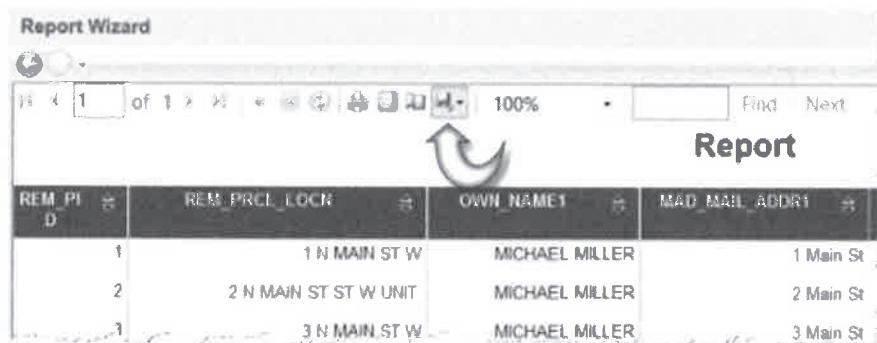 Report Wizard
1 of 1 100% Find Next
Report
REM_PI
D REM_PRCL_LOCN OWN_NAME1 MAD_MAIL_ADDR1
1 1 N MAIN ST W MICHAEL MILLER 1 Main St
2 2 N MAIN ST ST W UNIT MICHAEL MILLER 2 Main St
3 3 N MAIN ST W MICHAEL MILLER 3 Main St